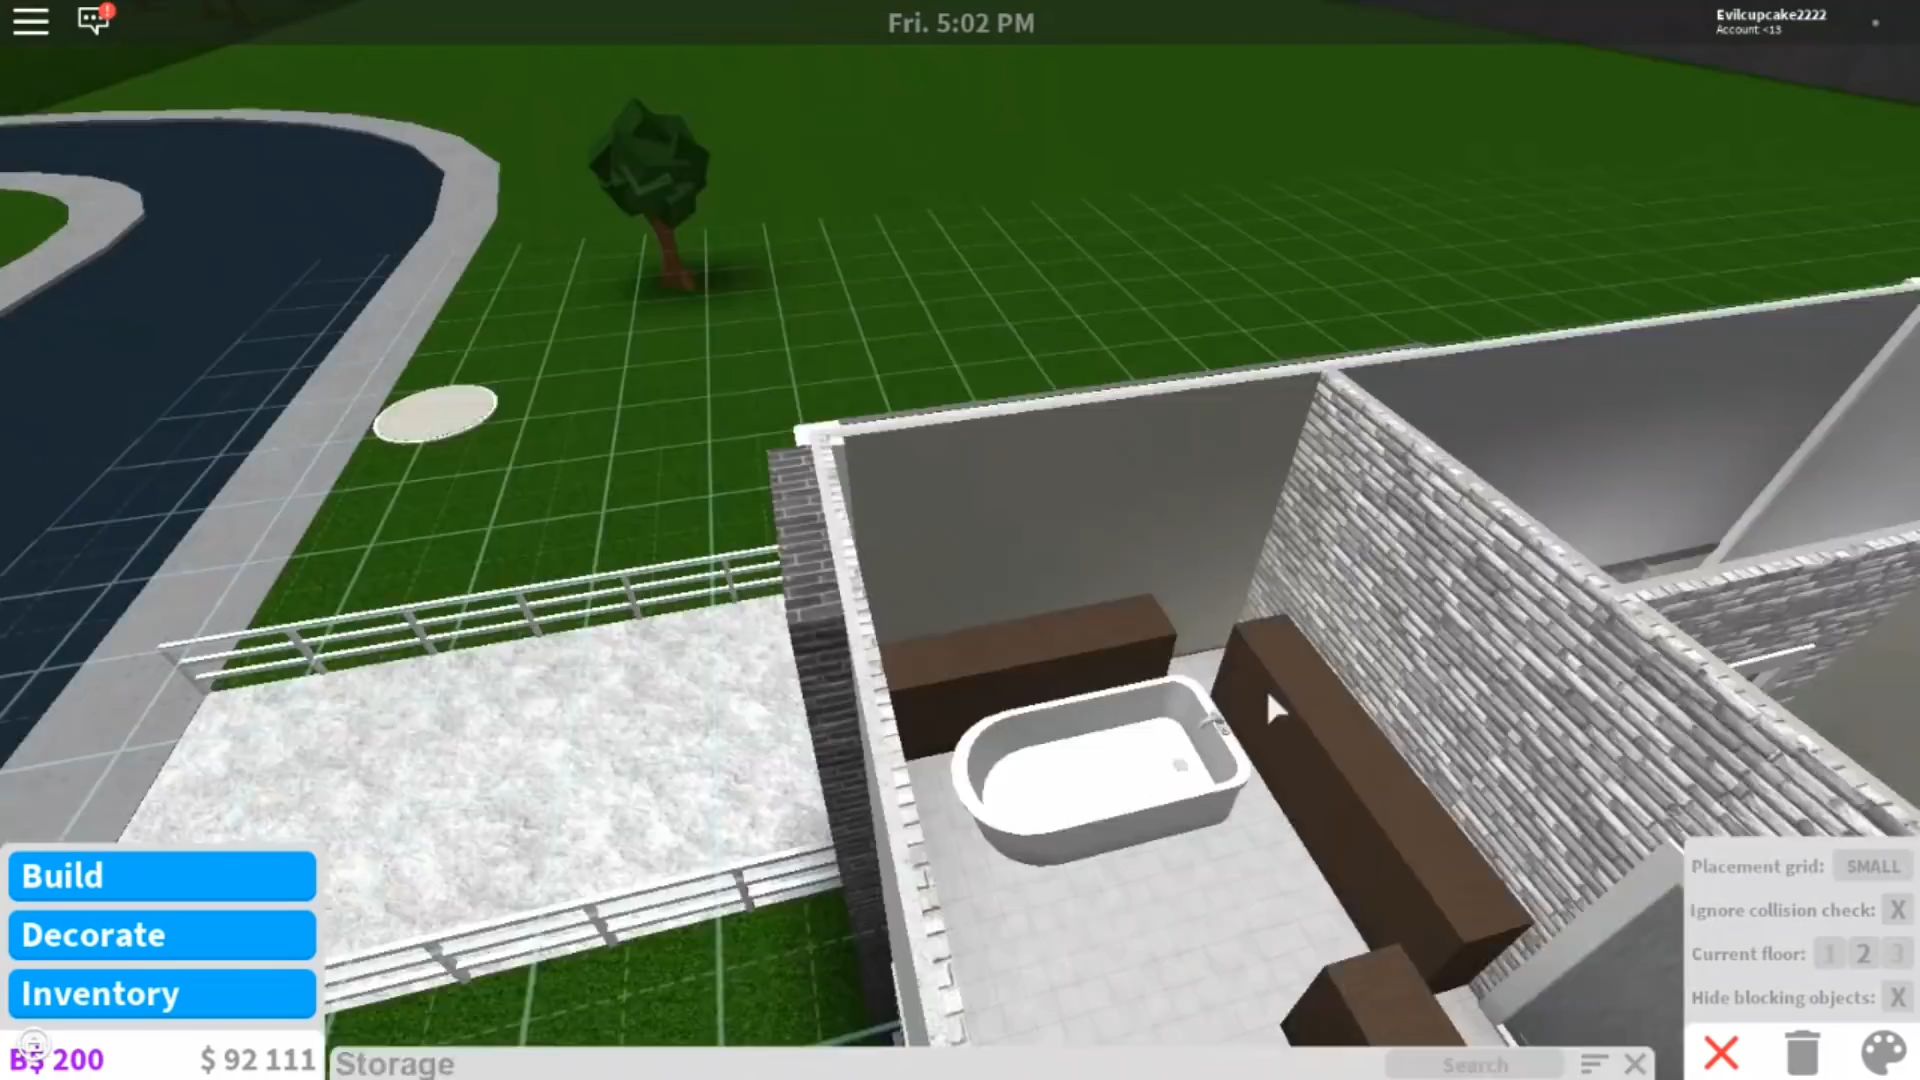 Fri. 5:02 PM
Evilcupcake2222
Account: <13
Build
Decorate
Inventory
B$ 200
$ 92 111
Storage
Search
Placement grid: SMALL
Ignore collision check: X
Current floor: 1 2 3
Hide blocking objects: X